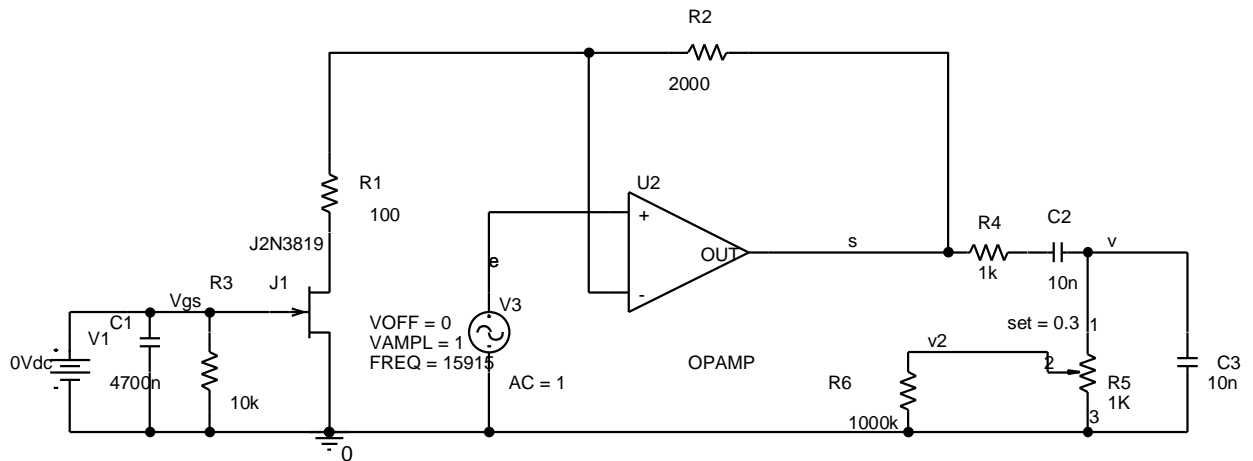 R2
2000
R1
100
U2
+
-
OUT
OPAMP
s
R4
1k
C2
10n
v
J2N3819
J1
R3
10k
Vgs
C1
4700n
V1
0Vdc
-
0
e
V3
VOFF = 0
VAMPL = 1
FREQ = 15915
AC = 1
set = 0.3
1
2
3
v2
R6
1000k
R5
1K
C3
10n